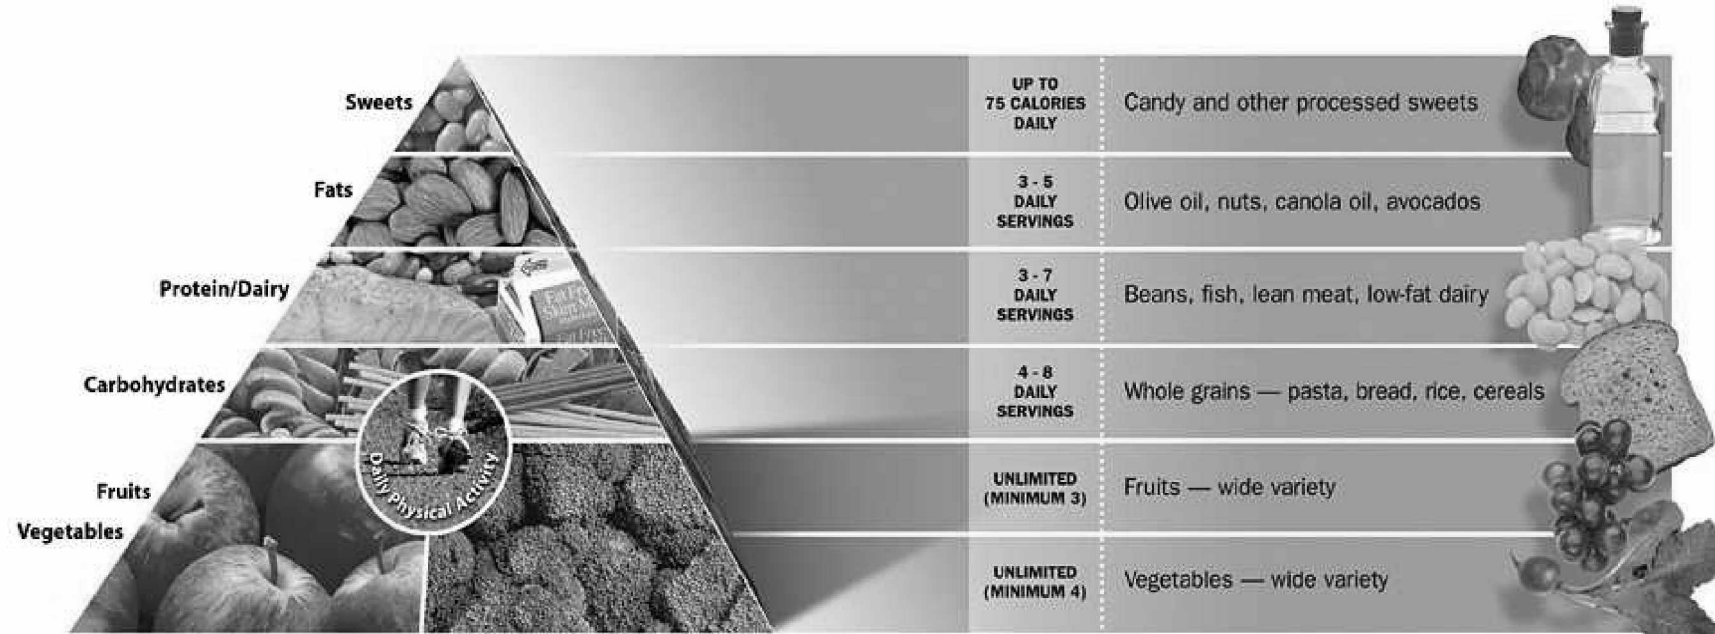 Sweets
UP TO
75 CALORIES
DAILY
Candy and other processed sweets
Fats
3 - 5
DAILY
SERVINGS
Olive oil, nuts, canola oil, avocados
Protein/Dairy
3 - 7
DAILY
SERVINGS
Beans, fish, lean meat, low-fat dairy
Carbohydrates
4 - 8
DAILY
SERVINGS
Whole grains — pasta, bread, rice, cereals
Daily Physical Activity
Fruits
UNLIMITED
(MINIMUM 3)
Fruits — wide variety
Vegetables
UNLIMITED
(MINIMUM 4)
Vegetables — wide variety